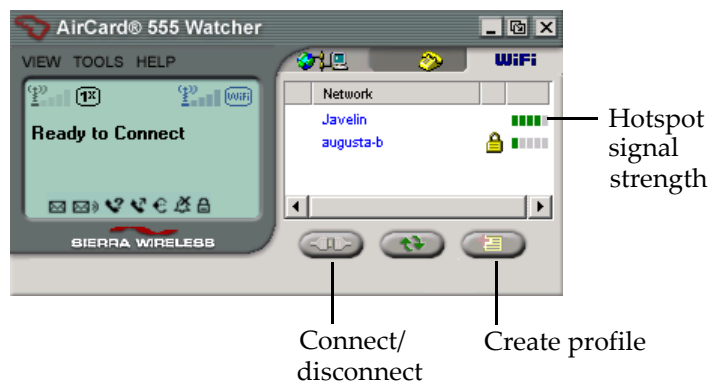 AirCard® 555 Watcher
VIEW TOOLS HELP
WiFi
1X
WiFi
Ready to Connect
SIERRA WIRELESS
Network
Javelin
augusta-b
Hotspot
signal
strength
Connect/
disconnect
Create profile